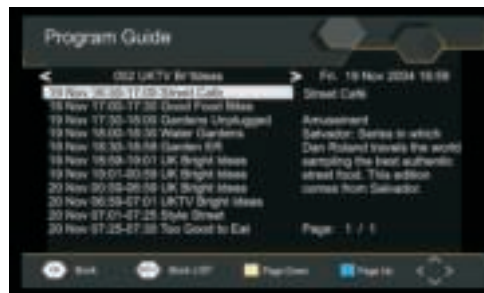 Program Guide
002 UKTV Br'Ideas
Fri, 19 Nov 2004 16:59
19 Nov 16:30-17:00 Street Café
19 Nov 17:00-17:30 Good Food Bites
19 Nov 17:30-18:00 Gardens Unplugged
19 Nov 18:00-18:30 Water Gardens
19 Nov 18:30-18:59 Garden ER
19 Nov 18:59-19:01 UK Bright Ideas
19 Nov 19:01-00:59 UK Bright Ideas
20 Nov 00:59-06:59 UK Bright Ideas
20 Nov 06:59-07:01 UKTV Bright Ideas
20 Nov 07:01-07:25 Style Street
20 Nov 07:25-07:38 Too Good to Eat
Street Café
Amusement
Salvador: Series in which
Dan Roland travels the world
sampling the best authentic
street food. This edition
comes from Salvador.
Page: 1 / 1
Book
Book LIST
Page Down
Page Up